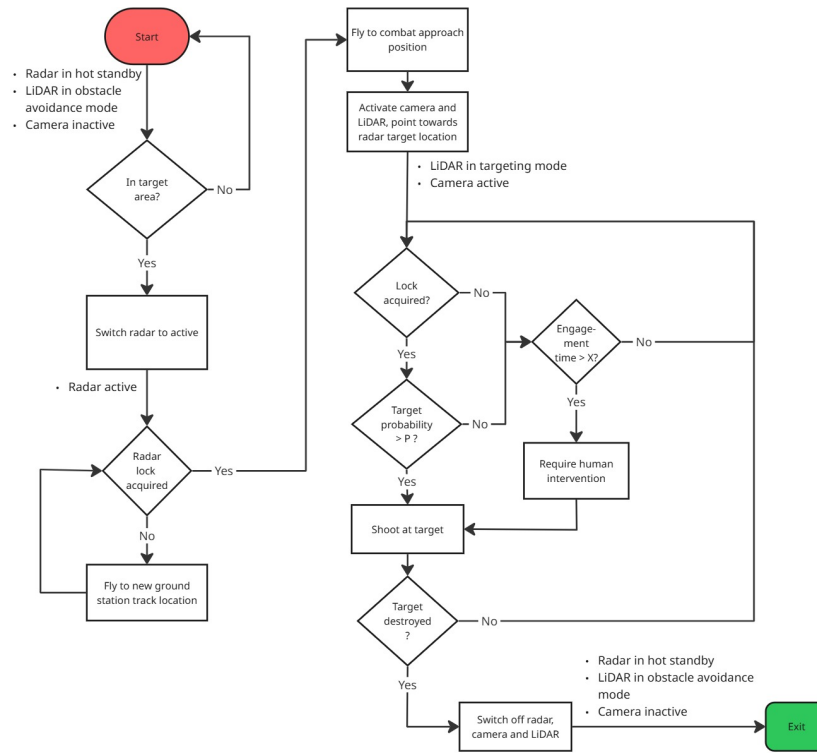 Start
• Radar in hot standby
• LiDAR in obstacle
avoidance mode
• Camera inactive
In target
area?
No
Yes
Switch radar to active
• Radar active
Radar
lock
acquired
Yes
No
Fly to new ground
station track location
Fly to combat approach
position
Activate camera and
LiDAR, point towards
radar target location
• LiDAR in targeting mode
• Camera active
Lock
acquired?
No
Yes
Engage-
ment
time > X?
No
Yes
Target
probability
> P ?
No
Yes
Require human
intervention
Shoot at target
Target
destroyed
?
No
Yes
Switch off radar,
camera and LiDAR
• Radar in hot standby
• LiDAR in obstacle avoidance
mode
• Camera inactive
Exit